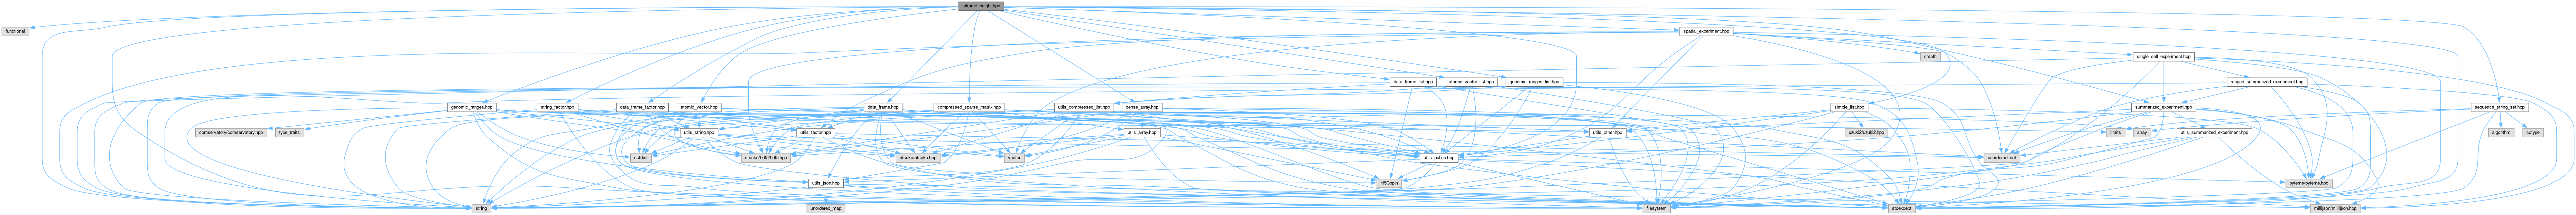 takane/_height.hpp
functional
spatial_experiment.hpp
cmath
single_cell_experiment.hpp
data_frame_list.hpp
atomic_vector_list.hpp
genomic_ranges_list.hpp
ranged_summarized_experiment.hpp
genomic_ranges.hpp
string_factor.hpp
data_frame_factor.hpp
atomic_vector.hpp
data_frame.hpp
compressed_sparse_matrix.hpp
utils_compressed_list.hpp
dense_array.hpp
simple_list.hpp
summarized_experiment.hpp
sequence_string_set.hpp
comservatory/comservatory.hpp
type_traits
utils_string.hpp
utils_factor.hpp
utils_array.hpp
utils_other.hpp
uzuki2/uzuki2.hpp
limits
array
utils_summarized_experiment.hpp
algorithm
cctype
cstdint
ritsuko/hdf5/hdf5.hpp
ritsuko/ritsuko.hpp
vector
utils_public.hpp
unordered_set
utils_json.hpp
H5Cpp.h
byteme/byteme.hpp
string
unordered_map
filesystem
stdexcept
millijson/millijson.hpp